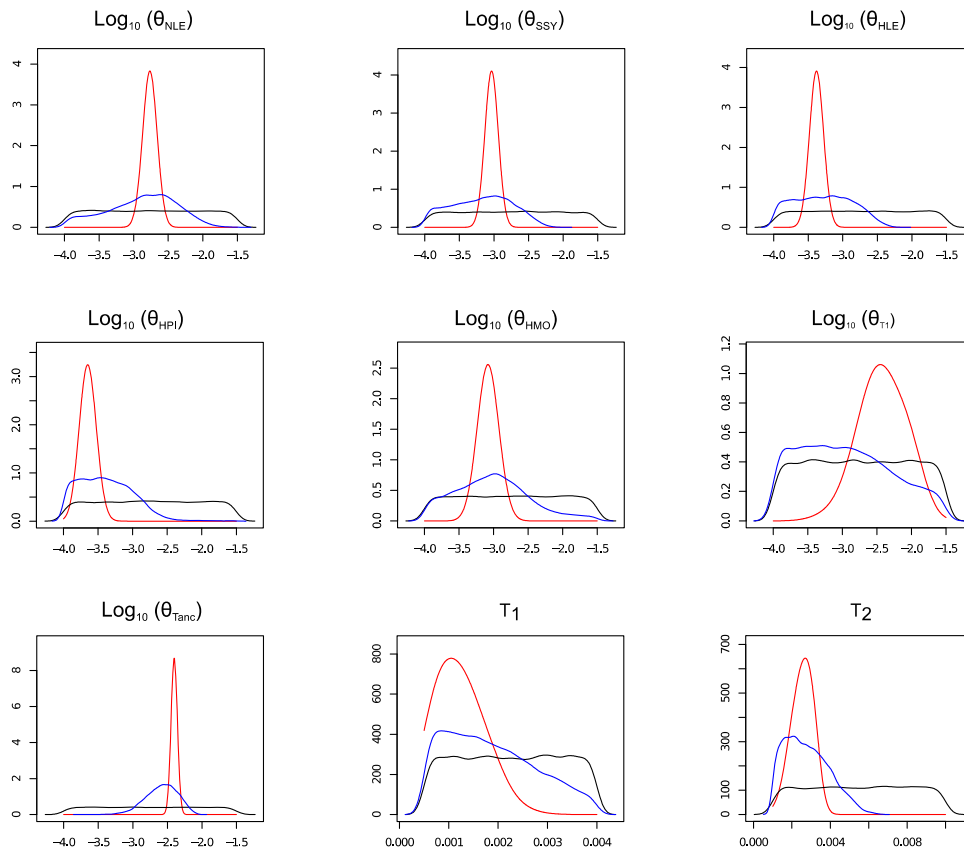 Log₁₀ (θNLE) Log₁₀ (θSSY) Log₁₀ (θHLE)
0 1 2 3 4
−4.0 −3.5 −3.0 −2.5 −2.0 −1.5
0 1 2 3 4
−4.0 −3.5 −3.0 −2.5 −2.0 −1.5
0 1 2 3 4
−4.0 −3.5 −3.0 −2.5 −2.0 −1.5
Log₁₀ (θHPI) Log₁₀ (θHMO) Log₁₀ (θT1)
0.0 1.0 2.0 3.0
−4.0 −3.5 −3.0 −2.5 −2.0 −1.5
0.0 0.5 1.0 1.5 2.0 2.5
−4.0 −3.5 −3.0 −2.5 −2.0 −1.5
0.0 0.2 0.4 0.6 0.8 1.0 1.2
−4.0 −3.5 −3.0 −2.5 −2.0 −1.5
Log₁₀ (θTanc) T₁ T₂
0 2 4 6 8
−4.0 −3.5 −3.0 −2.5 −2.0 −1.5
0 200 400 600 800
0.000 0.001 0.002 0.003 0.004
0 100 300 500 700
0.000 0.004 0.008